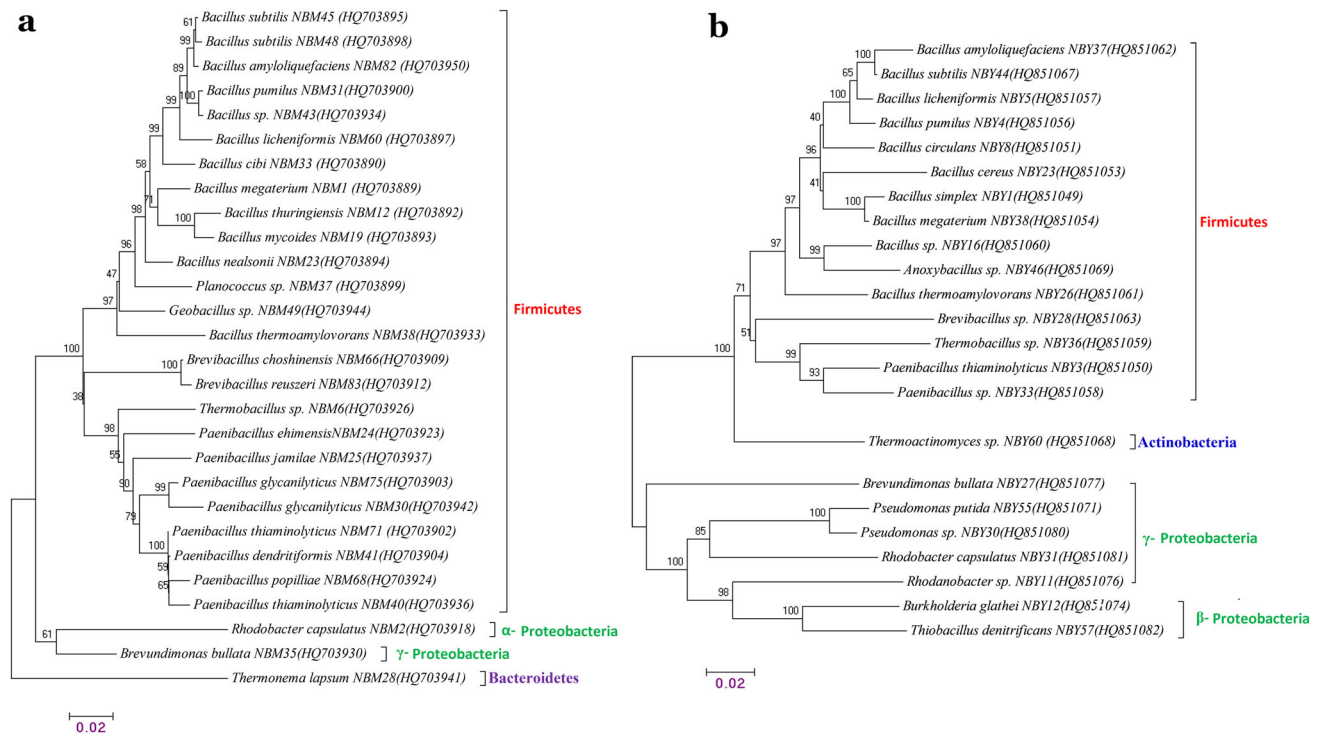 a
Bacillus subtilis NBM45 (HQ703895)
Bacillus subtilis NBM48 (HQ703898)
Bacillus amyloliquefaciens NBM82 (HQ703950)
Bacillus pumilus NBM31(HQ703900)
Bacillus sp. NBM43(HQ703934)
Bacillus licheniformis NBM60 (HQ703897)
Bacillus cibi NBM33 (HQ703890)
Bacillus megaterium NBM1 (HQ703889)
Bacillus thuringiensis NBM12 (HQ703892)
Bacillus mycoides NBM19 (HQ703893)
Bacillus nealsonii NBM23(HQ703894)
Planococcus sp. NBM37 (HQ703899)
Geobacillus sp. NBM49(HQ703944)
Bacillus thermoamylovorans NBM38(HQ703933)
Brevibacillus choshinensis NBM66(HQ703909)
Brevibacillus reuszeri NBM83(HQ703912)
Thermobacillus sp. NBM6(HQ703926)
Paenibacillus ehimensisNBM24(HQ703923)
Paenibacillus jamilae NBM25(HQ703937)
Paenibacillus glycanilyticus NBM75(HQ703903)
Paenibacillus glycanilyticus NBM30(HQ703942)
Paenibacillus thiaminolyticus NBM71 (HQ703902)
Paenibacillus dendritiformis NBM41(HQ703904)
Paenibacillus popilliae NBM68(HQ703924)
Paenibacillus thiaminolyticus NBM40(HQ703936)
Rhodobacter capsulatus NBM2(HQ703918)
Brevundimonas bullata NBM35(HQ703930)
Thermonema lapsum NBM28(HQ703941)
Firmicutes
α- Proteobacteria
γ- Proteobacteria
Bacteroidetes
61
99
89
100
99
99
58
71
100
98
96
47
97
100
100
38
98
55
90
99
79
100
59
65
61
0.02
b
Bacillus amyloliquefaciens NBY37(HQ851062)
Bacillus subtilis NBY44(HQ851067)
Bacillus licheniformis NBY5(HQ851057)
Bacillus pumilus NBY4(HQ851056)
Bacillus circulans NBY8(HQ851051)
Bacillus cereus NBY23(HQ851053)
Bacillus simplex NBY1(HQ851049)
Bacillus megaterium NBY38(HQ851054)
Bacillus sp. NBY16(HQ851060)
Anoxybacillus sp. NBY46(HQ851069)
Bacillus thermoamylovorans NBY26(HQ851061)
Brevibacillus sp. NBY28(HQ851063)
Thermobacillus sp. NBY36(HQ851059)
Paenibacillus thiaminolyticus NBY3(HQ851050)
Paenibacillus sp. NBY33(HQ851058)
Thermoactinomyces sp. NBY60 (HQ851068)
Brevundimonas bullata NBY27(HQ851077)
Pseudomonas putida NBY55(HQ851071)
Pseudomonas sp. NBY30(HQ851080)
Rhodobacter capsulatus NBY31(HQ851081)
Rhodanobacter sp. NBY11(HQ851076)
Burkholderia glathei NBY12(HQ851074)
Thiobacillus denitrificans NBY57(HQ851082)
Firmicutes
Actinobacteria
γ- Proteobacteria
β- Proteobacteria
100
65
100
40
96
41
100
97
99
97
71
51
99
93
100
100
85
100
98
100
0.02